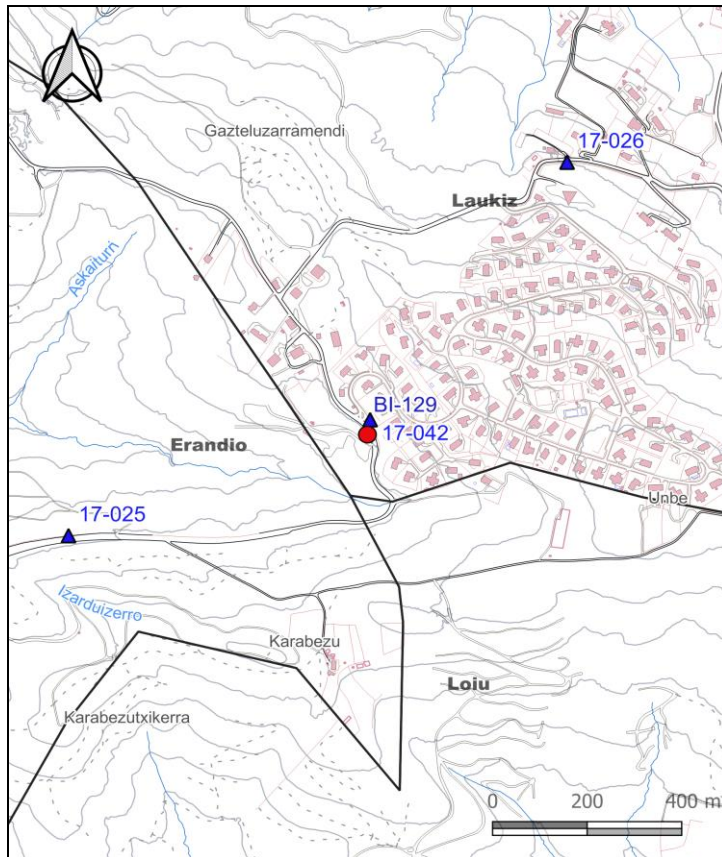 Gazteluzarramendi
17-026
Laukiz
Askaiturri
BI-129
17-042
Erandio
Unbe
17-025
Izarduizerro
Karabezu
Loiu
Karabezutxikerra
0 200 400 m